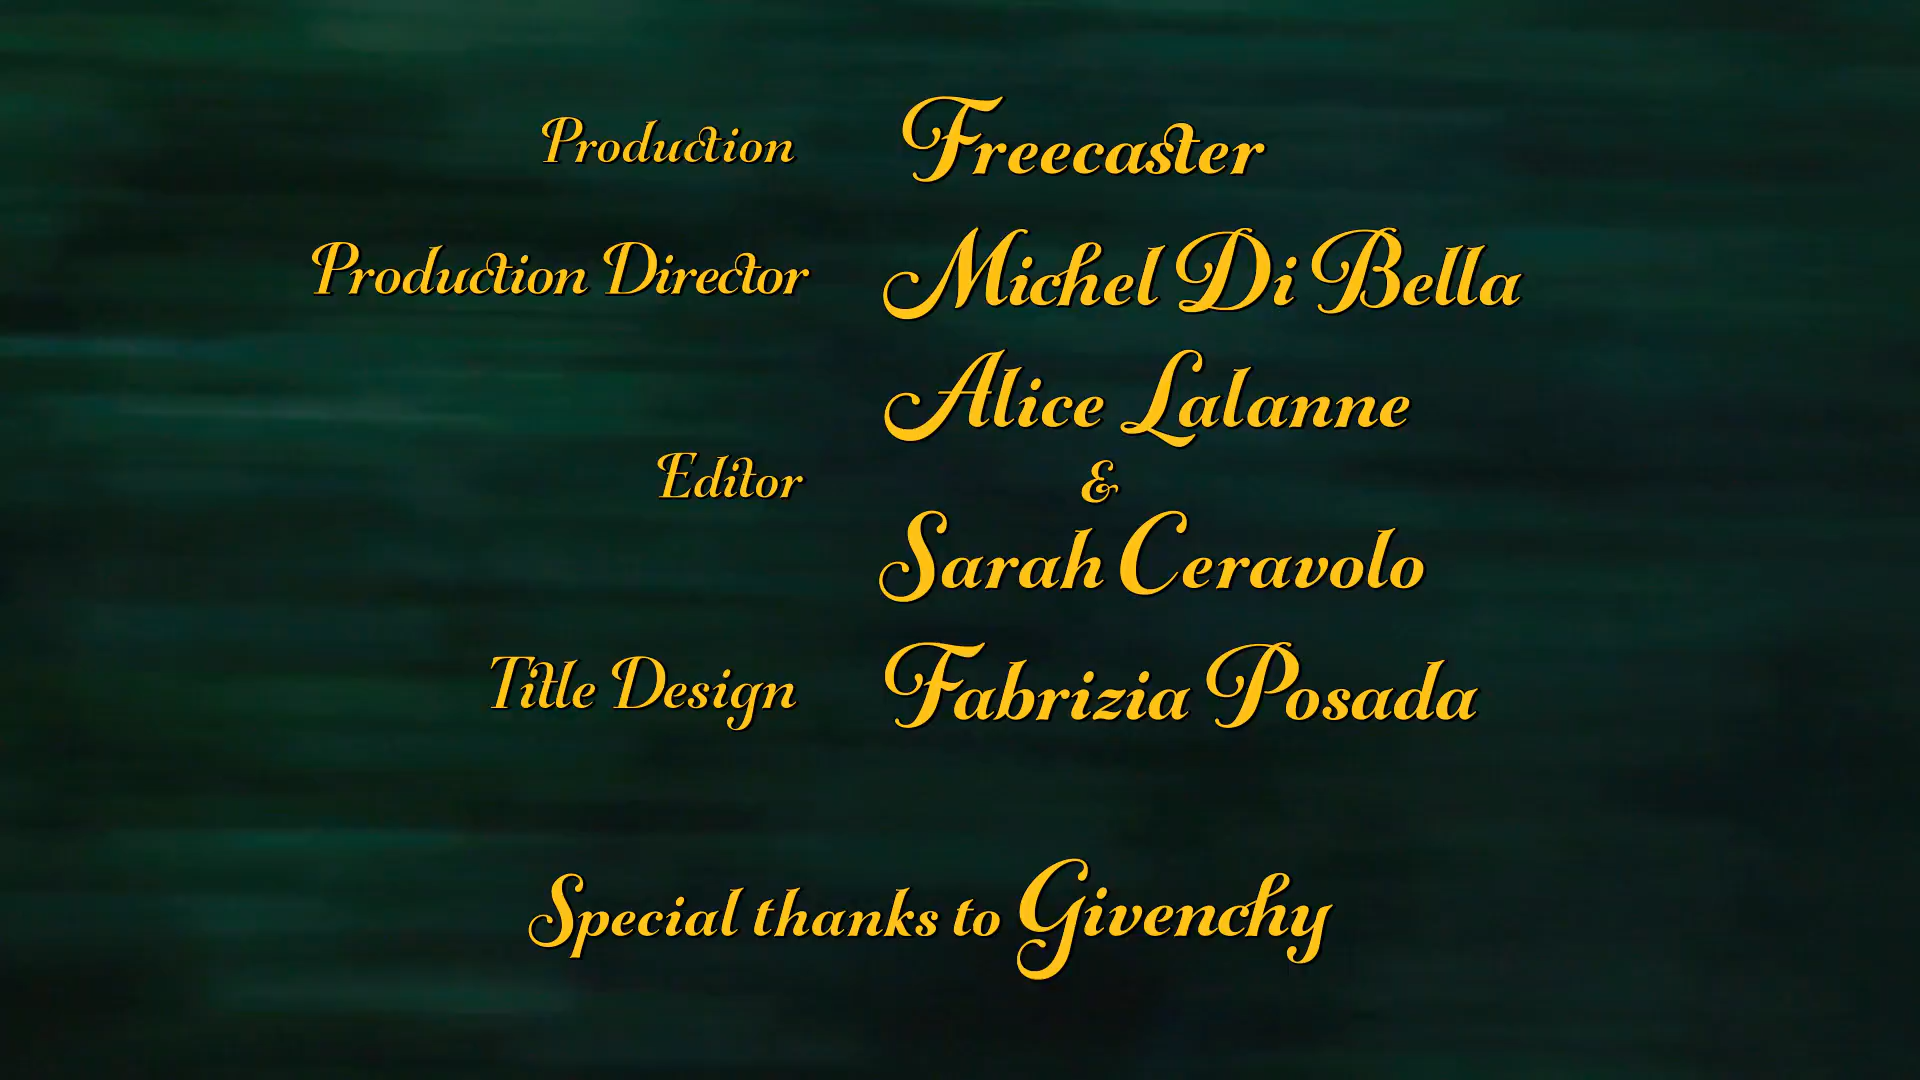 Production Freecaster
Production Director Michel Di Bella
Editor Alice Lalanne
&
Sarah Ceravolo
Title Design Fabrizia Posada
Special thanks to Givenchy